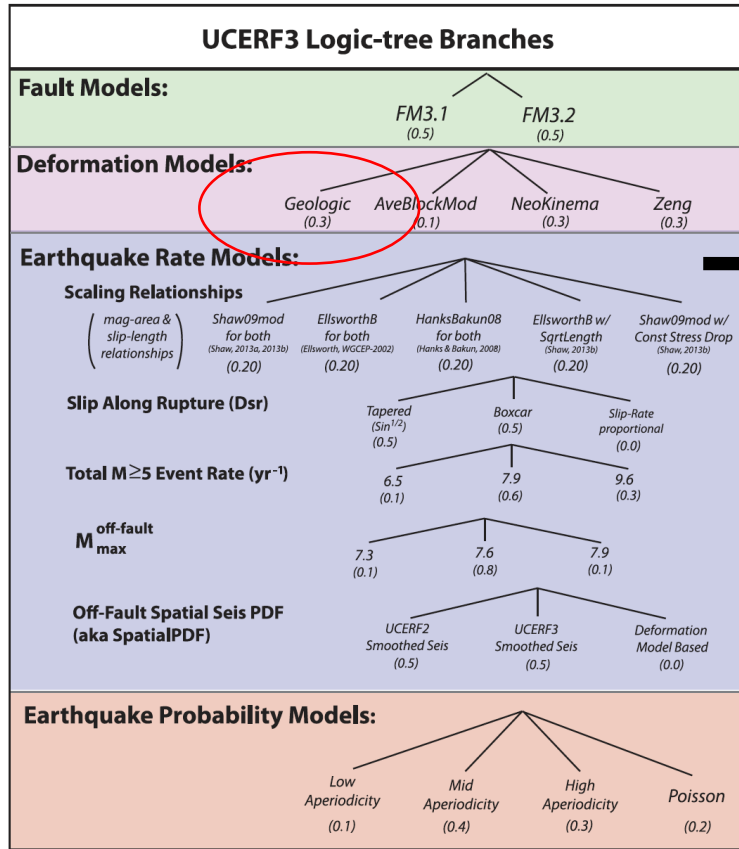 UCERF3 Logic-tree Branches
Fault Models:
FM3.1 FM3.2
(0.5) (0.5)
Deformation Models:
Geologic AveBlockMod NeoKinema Zeng
(0.3) (0.1) (0.3) (0.3)
Earthquake Rate Models:
Scaling Relationships
(mag-area & slip-length relationships)
Shaw09mod EllsworthB HanksBakun08 EllsworthB w/ Shaw09mod w/
for both for both for both SqrtLength Const Stress Drop
(Shaw, 2013a, 2013b) (Ellsworth, WGCEP-2002) (Hanks & Bakun, 2008) (Shaw, 2013b) (Shaw, 2013b)
(0.20) (0.20) (0.20) (0.20) (0.20)
Slip Along Rupture (Dsr)
Tapered Boxcar Slip-Rate
(Sin^1/2) (0.5) proportional
(0.5) (0.0)
Total M≥5 Event Rate (yr⁻¹)
6.5 7.9 9.6
(0.1) (0.6) (0.3)
M off-fault max
7.3 7.6 7.9
(0.1) (0.8) (0.1)
Off-Fault Spatial Seis PDF
(aka SpatialPDF)
UCERF2 UCERF3 Deformation
Smoothed Seis Smoothed Seis Model Based
(0.5) (0.5) (0.0)
Earthquake Probability Models:
Low Mid High Poisson
Aperiodicity Aperiodicity Aperiodicity
(0.1) (0.4) (0.3) (0.2)